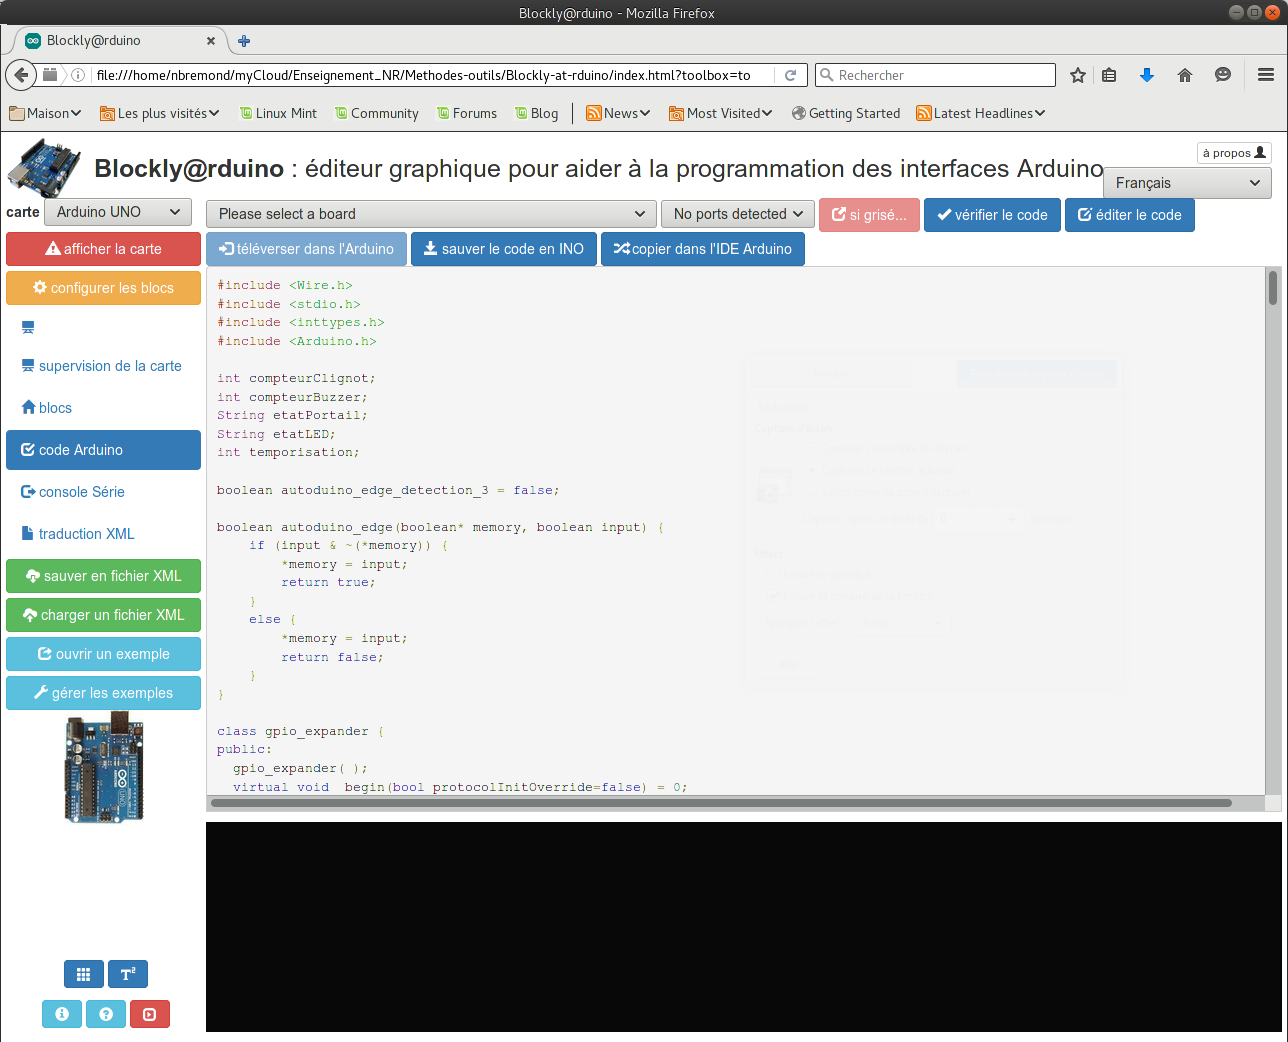 Blockly@rduino - Mozilla Firefox
Blockly@rduino
file:///home/nbremond/myCloud/Enseignement_NR/Methodes-outils/Blockly-at-rduino/index.html?toolbox=to
Rechercher
Maison Les plus visités Linux Mint Community Forums Blog News Most Visited Getting Started Latest Headlines
à propos
Blockly@rduino : éditeur graphique pour aider à la programmation des interfaces Arduino
Français
carte Arduino UNO Please select a board No ports detected si grisé... vérifier le code éditer le code
afficher la carte téléverser dans l'Arduino sauver le code en INO copier dans l'IDE Arduino
configurer les blocs
supervision de la carte
blocs
code Arduino
console Série
traduction XML
sauver en fichier XML
charger un fichier XML
ouvrir un exemple
gérer les exemples
#include <Wire.h>
#include <stdio.h>
#include <inttypes.h>
#include <Arduino.h>
int compteurClignot;
int compteurBuzzer;
String etatPortail;
String etatLED;
int temporisation;
boolean autoduino_edge_detection_3 = false;
boolean autoduino_edge(boolean* memory, boolean input) {
if (input & ~(*memory)) {
*memory = input;
return true;
}
else {
*memory = input;
return false;
}
}
class gpio_expander {
public:
gpio_expander( );
virtual void begin(bool protocolInitOverride=false) = 0;
T²